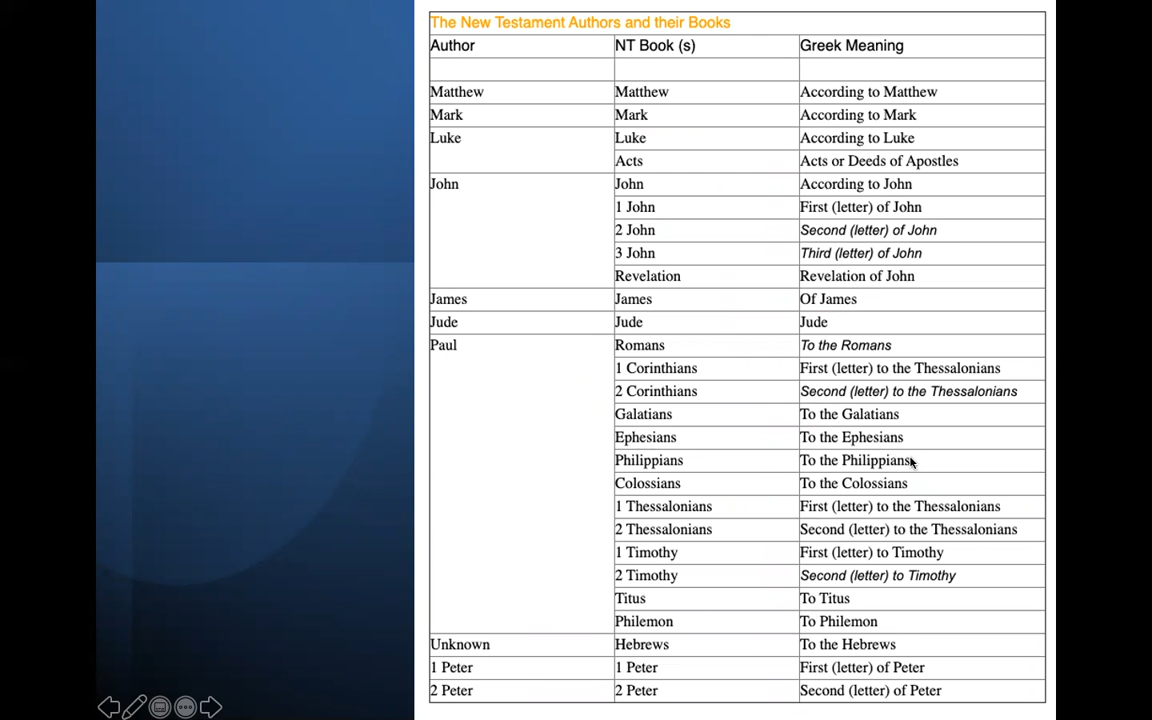 The New Testament Authors and their Books
Author NT Book (s) Greek Meaning
Matthew Matthew According to Matthew
Mark Mark According to Mark
Luke Luke According to Luke
Acts Acts or Deeds of Apostles
John John According to John
1 John First (letter) of John
2 John Second (letter) of John
3 John Third (letter) of John
Revelation Revelation of John
James James Of James
Jude Jude Jude
Paul Romans To the Romans
1 Corinthians First (letter) to the Thessalonians
2 Corinthians Second (letter) to the Thessalonians
Galatians To the Galatians
Ephesians To the Ephesians
Philippians To the Philippians
Colossians To the Colossians
1 Thessalonians First (letter) to the Thessalonians
2 Thessalonians Second (letter) to the Thessalonians
1 Timothy First (letter) to Timothy
2 Timothy Second (letter) to Timothy
Titus To Titus
Philemon To Philemon
Unknown Hebrews To the Hebrews
1 Peter 1 Peter First (letter) of Peter
2 Peter 2 Peter Second (letter) of Peter